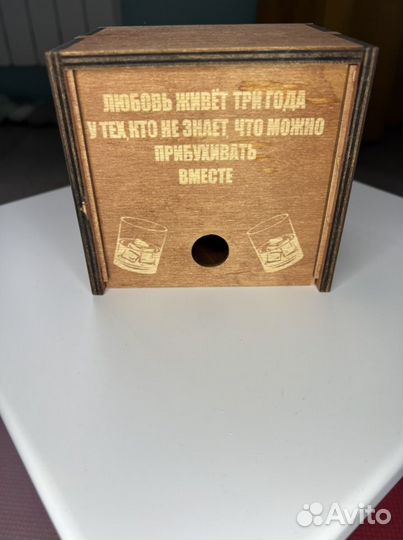 ЛЮБОВЬ ЖИВЁТ ТРИ ГОДА
У ТЕХ, КТО НЕ ЗНАЕТ, ЧТО МОЖНО
ПРИБУХИВАТЬ
ВМЕСТЕ
Avito